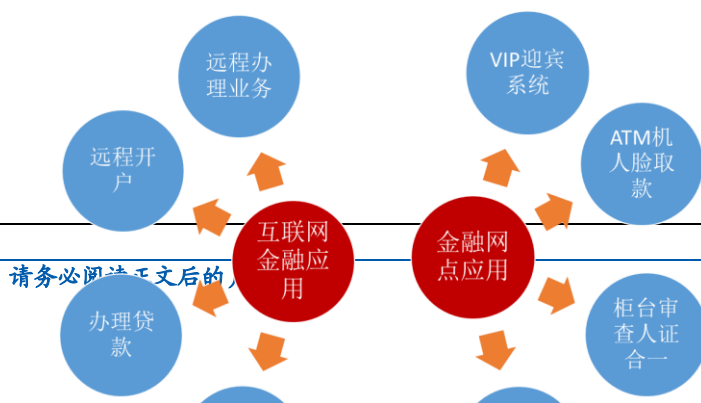 远程办
理业务
VIP迎宾
系统
远程开
户
ATM机
人脸取
款
互联网
金融应
用
金融网
点应用
请务必阅读正文后的
办理贷
款
柜台审
查人证
合一